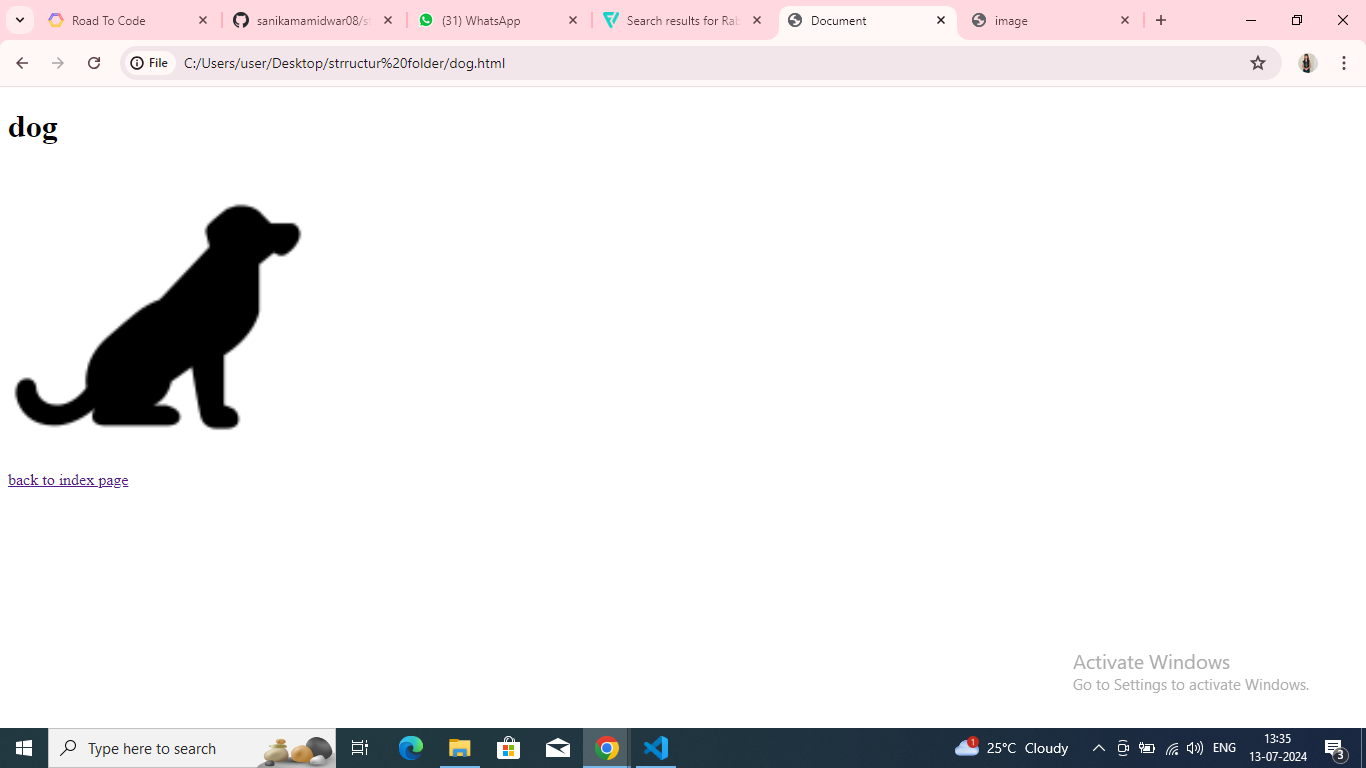 Road To Code
sanikamamidwar08/st
(31) WhatsApp
Search results for Rab
Document
image
File
C:/Users/user/Desktop/strructur%20folder/dog.html
dog
back to index page
Activate Windows
Go to Settings to activate Windows.
Type here to search
1
25°C Cloudy
ENG
13:35
13-07-2024
3